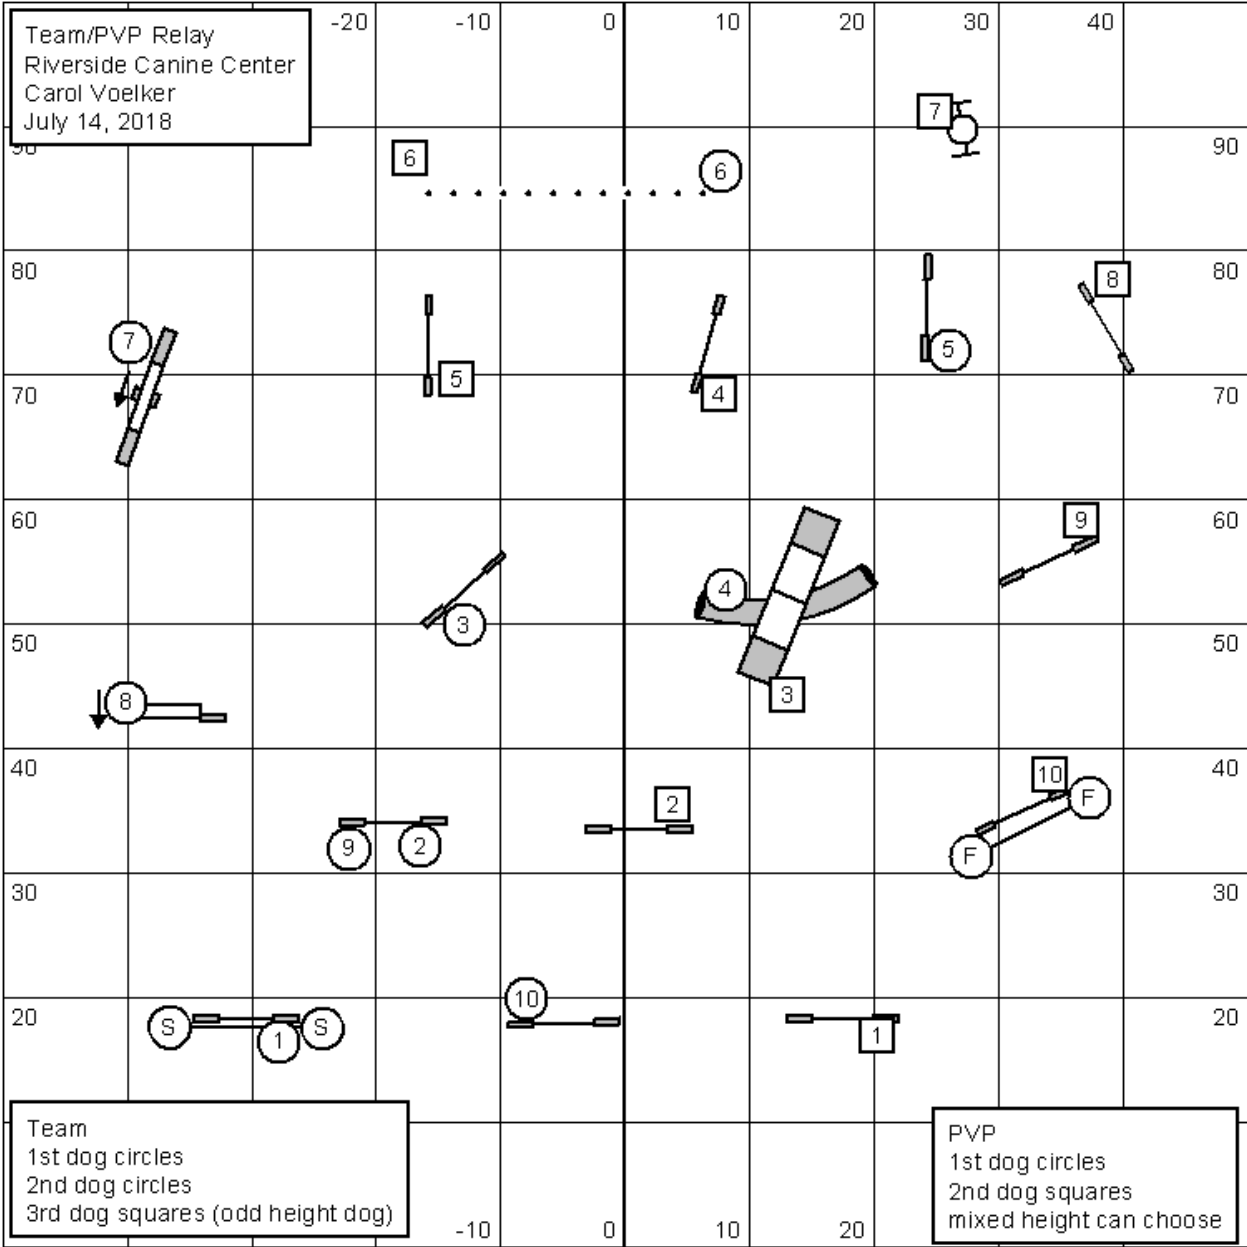 Team/PVP Relay
Riverside Canine Center
Carol Voelker
July 14, 2018
-20 -10 0 10 20 30 40
7
90 90
6 6
80 80
8
7
5
5
4
70 70
60 60
9
4
3
50 50
3
8
40 40
10
F
2
9 2
F
30 30
10
20 20
S 1 S
1
Team
1st dog circles
2nd dog circles
3rd dog squares (odd height dog)
PVP
1st dog circles
2nd dog squares
mixed height can choose
-10 0 10 20